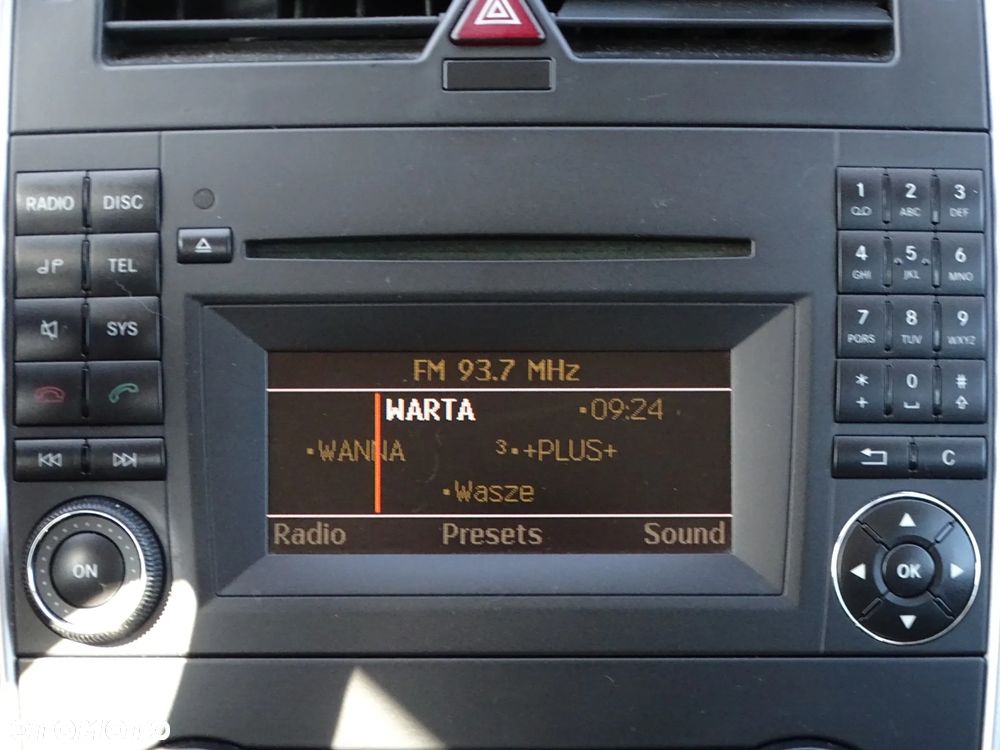 RADIO DISC
TEL
SYS
ON
FM 93.7 MHz
WARTA •09:24
•WANNA 3•+PLUS+
•Wasze
Radio Presets Sound
1 2 3
QO ABC DEF
4 5 6
GHI JKL MNO
7 8 9
PQRS TUV WXYZ
* 0 #
+
C
OK
OTOMOTO